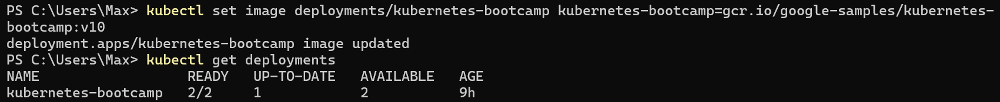 PS C:\Users\Max> kubectl set image deployments/kubernetes-bootcamp kubernetes-bootcamp=gcr.io/google-samples/kubernetes-
bootcamp:v10
deployment.apps/kubernetes-bootcamp image updated
PS C:\Users\Max> kubectl get deployments
NAME                  READY   UP-TO-DATE   AVAILABLE   AGE
kubernetes-bootcamp   2/2     1            2           9h